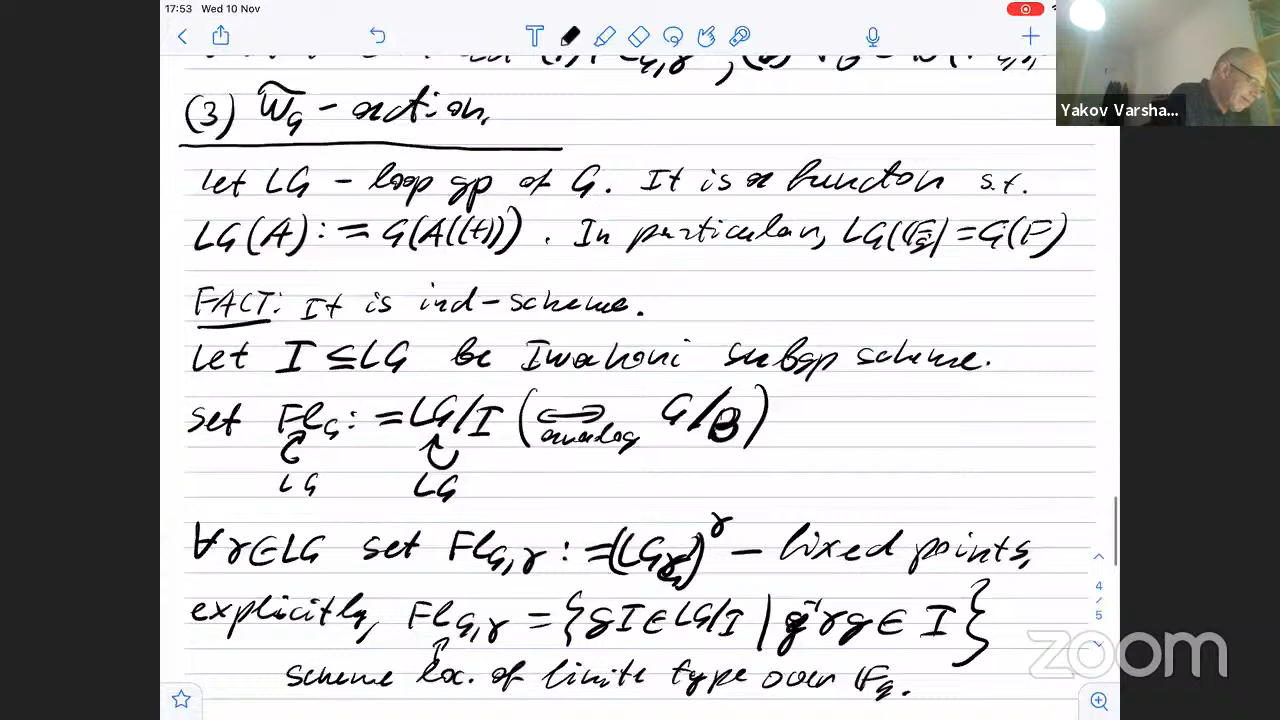 17:53 Wed 10 Nov
Yakov Varsha...
(3) W̃_G - action.
Let LG - loop gp of G. It is a functor s.t.
LG(A) := G(A((t))). In particular, LG(𝔽_q) = G(F)
FACT: It is ind-scheme.
Let I ⊆ LG be Iwahori subgp scheme.
Set Fl_G := LG/I (⟺ G/B)
analog
LG LG
∀γ∈LG set Fl_{G,γ} := ( )^γ - fixed points,
explicitly, Fl_{G,γ} = {gI ∈ LG/I | g⁻¹γg ∈ I}
scheme loc. of finite type over 𝔽_q.
4
/
5
zoom